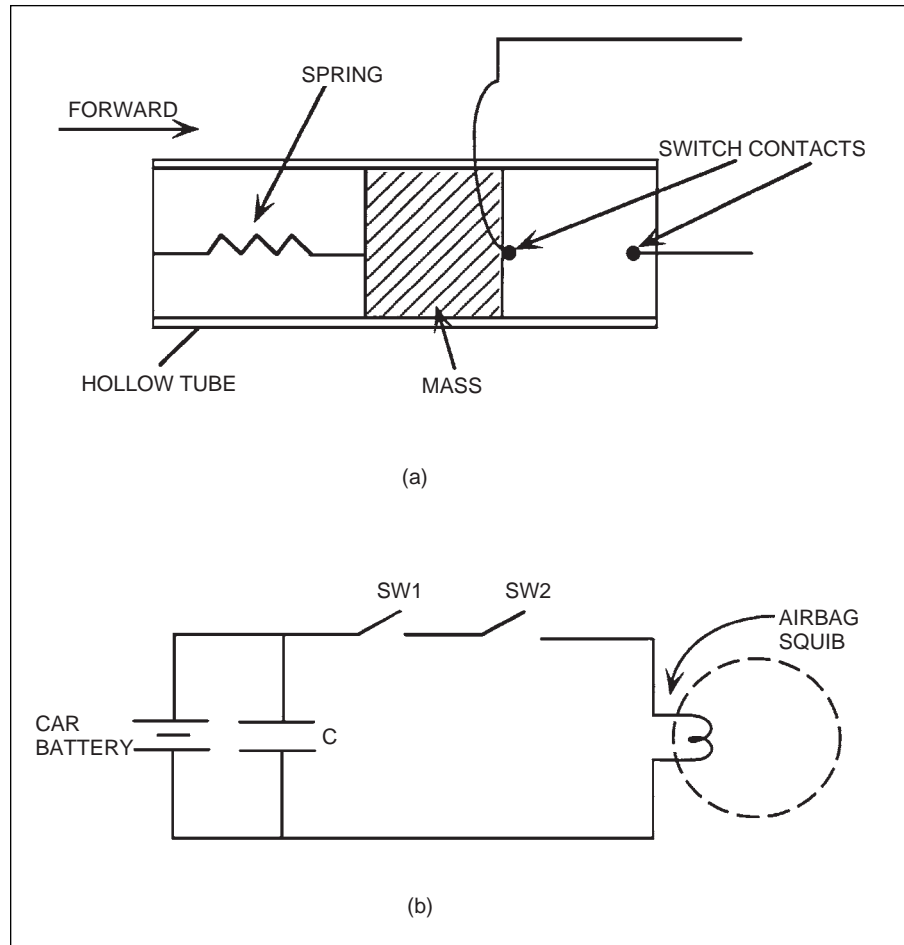 SPRING
FORWARD
SWITCH CONTACTS
HOLLOW TUBE
MASS
(a)
SW1
SW2
AIRBAG
SQUIB
CAR
BATTERY
C
(b)